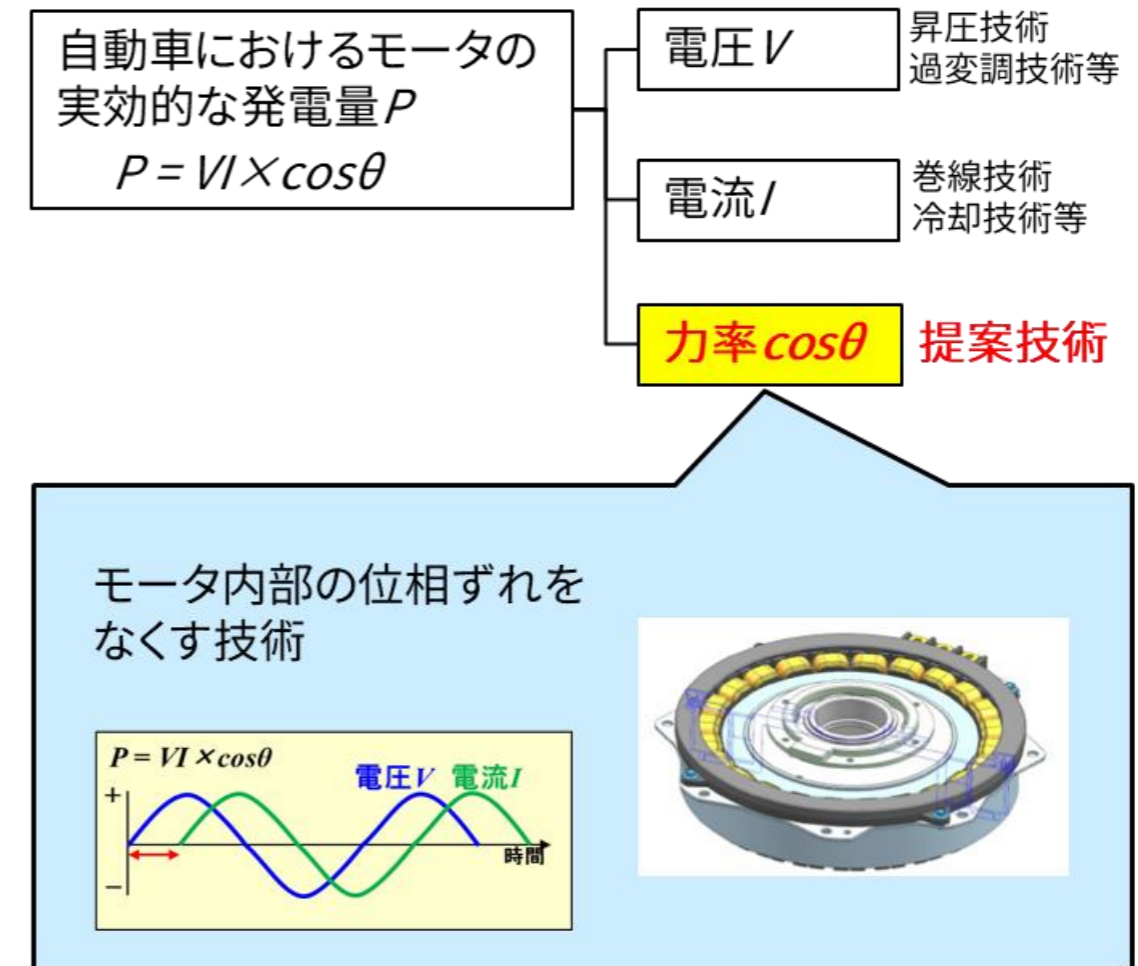 自動車におけるモータの
実効的な発電量P
P = VI×cosθ
電圧V
昇圧技術
過変調技術等
電流I
巻線技術
冷却技術等
力率cosθ
提案技術
モータ内部の位相ずれを
なくす技術
P = VI×cosθ
電圧V 電流I
+
時間
−